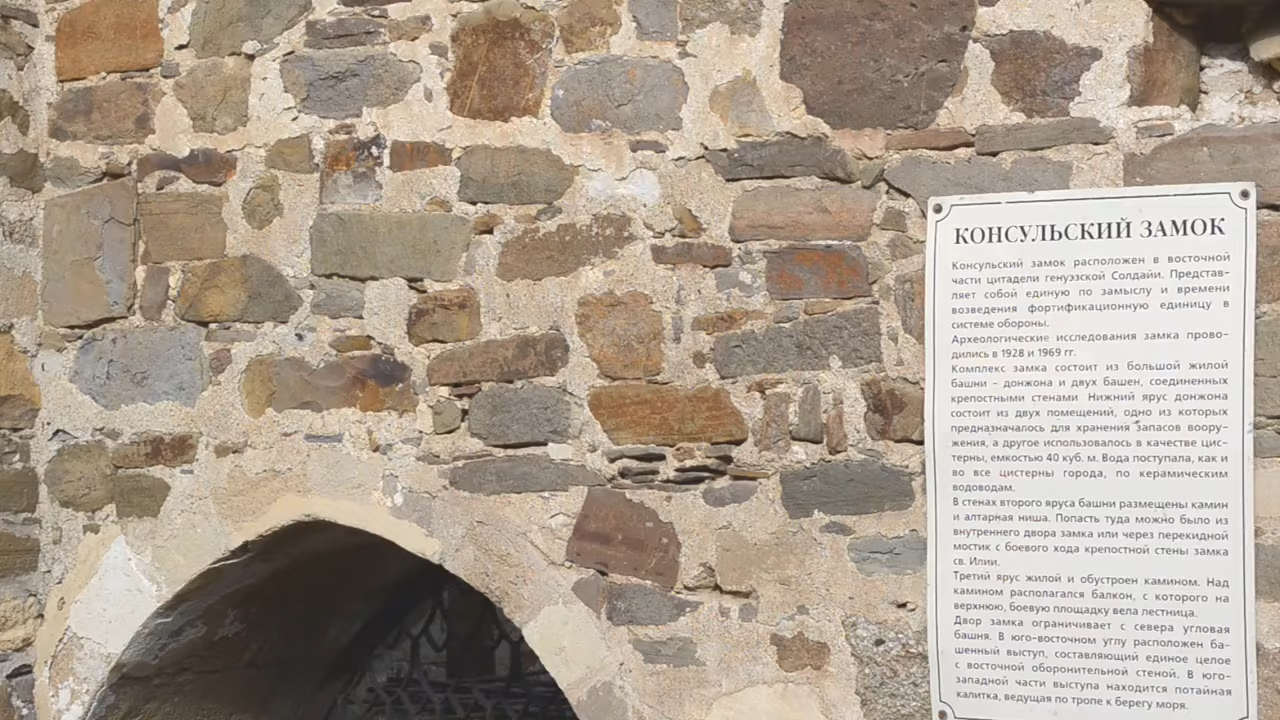 КОНСУЛЬСКИЙ ЗАМОК
Консульский замок расположен в восточной
части цитадели генуэзской Солдайи. Представ-
ляет собой единую по замыслу и времени
возведения фортификационную единицу в
системе обороны.
Археологические исследования замка прово-
дились в 1928 и 1969 гг.
Комплекс замка состоит из большой жилой
башни – донжона и двух башен, соединенных
крепостными стенами Нижний ярус донжона
состоит из двух помещений, одно из которых
предназначалось для хранения запасов воору-
жения, а другое использовалось в качестве цис-
терны, емкостью 40 куб. м. Вода поступала, как и
во все цистерны города, по керамическим
водоводам.
В стенах второго яруса башни размещены камин
и алтарная ниша. Попасть туда можно было из
внутреннего двора замка или через перекидной
мостик с боевого хода крепостной стены замка
св. Илии.
Третий ярус жилой и обустроен камином. Над
камином располагался балкон, с которого на
верхнюю, боевую площадку вела лестница.
Двор замка ограничивает с севера угловая
башня. В юго-восточном углу расположен ба-
шенный выступ, составляющий единое целое
с восточной оборонительной стеной. В юго-
западной части выступа находится потайная
калитка, ведущая по тропе к берегу моря.